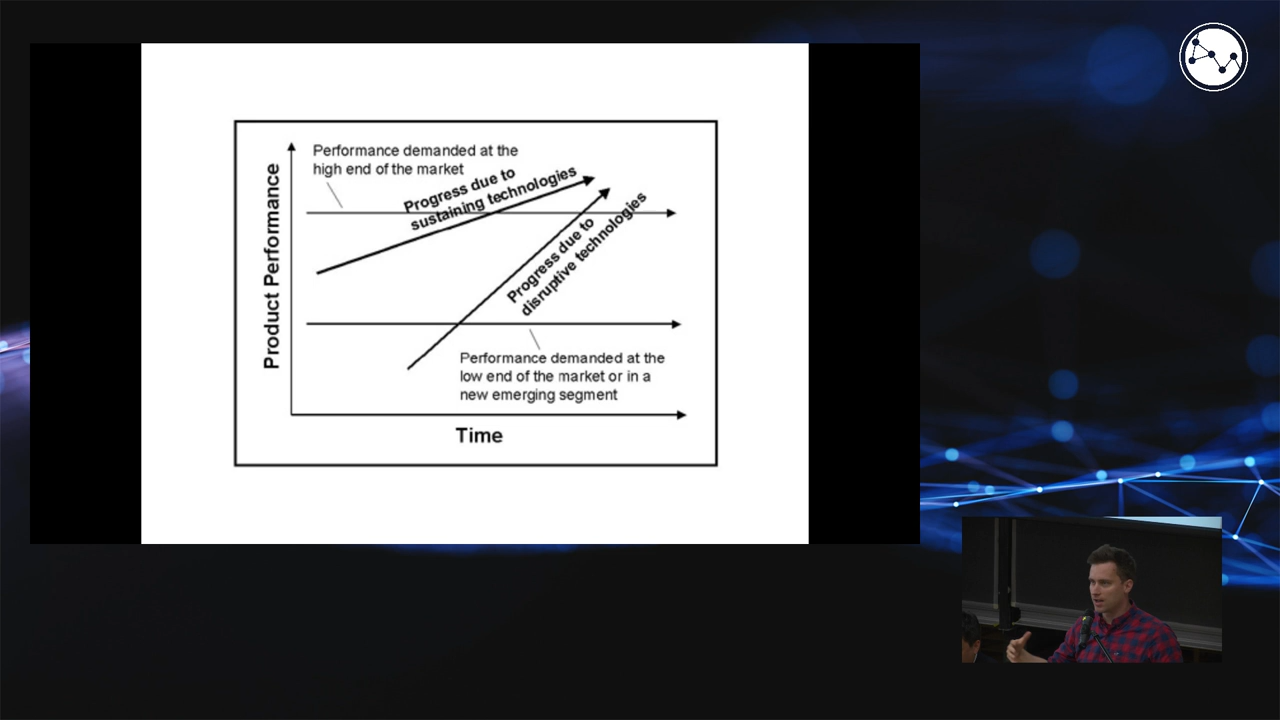 Performance demanded at the
high end of the market
Progress due to
sustaining technologies
Product Performance
Progress due to
disruptive technologies
Performance demanded at the
low end of the market or in a
new emerging segment
Time